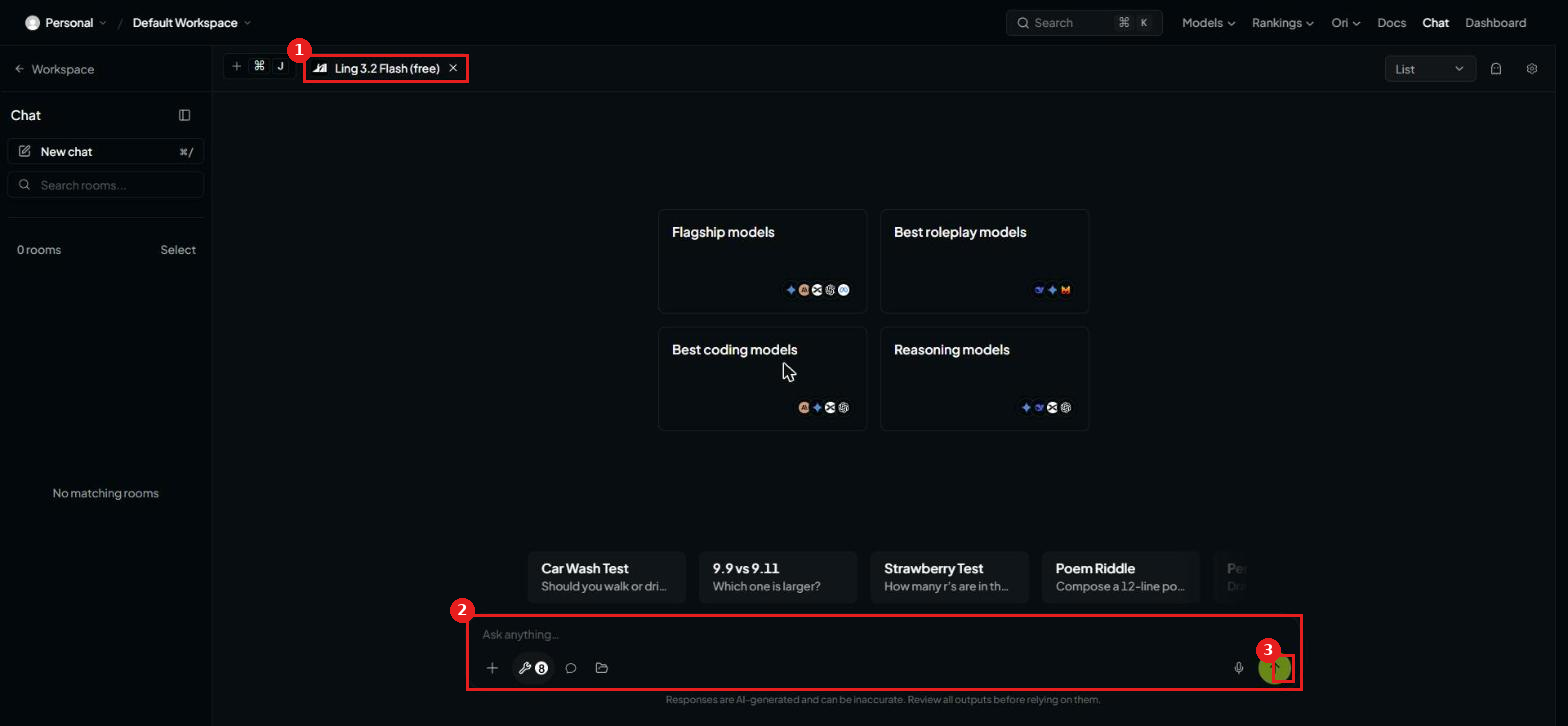 Personal / Default Workspace
Search ⌘ K
Models
Rankings
Ori
Docs
Chat
Dashboard
Workspace
+ ⌘ J
1
Ling 3.2 Flash (free)
List
Chat
New chat ⌘/
Search rooms...
0 rooms Select
No matching rooms
Flagship models
Best roleplay models
Best coding models
Reasoning models
Car Wash Test
Should you walk or dri...
9.9 vs 9.11
Which one is larger?
Strawberry Test
How many r's are in th...
Poem Riddle
Compose a 12-line po...
2
Ask anything...
8
3
Responses are AI-generated and can be inaccurate. Review all outputs before relying on them.